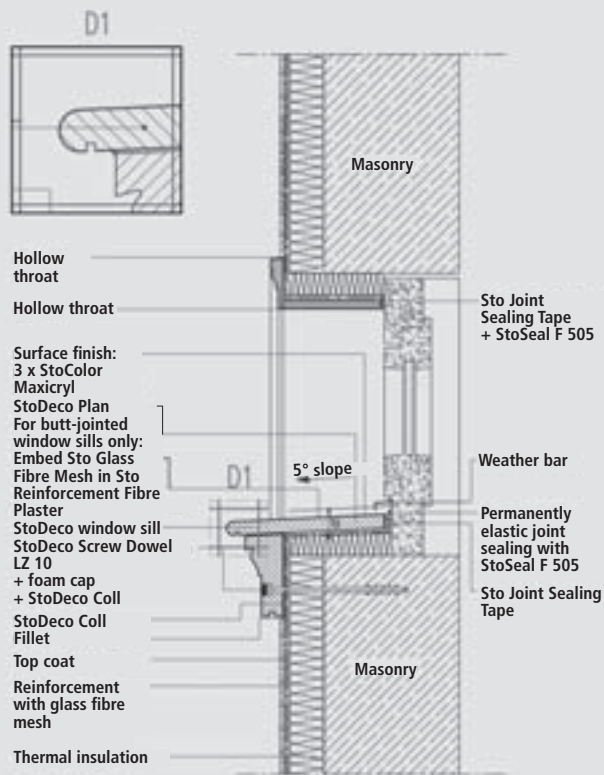 D1
Masonry
Hollow
throat
Hollow throat
Sto Joint
Sealing Tape
+ StoSeal F 505
Surface finish:
3 x StoColor
Maxicryl
StoDeco Plan
For butt-jointed
window sills only:
Embed Sto Glass
Fibre Mesh in Sto
Reinforcement Fibre
Plaster
StoDeco window sill
StoDeco Screw Dowel
LZ 10
+ foam cap
+ StoDeco Coll
StoDeco Coll
Fillet
Top coat
Reinforcement
with glass fibre
mesh
Thermal insulation
D1
5° slope
Weather bar
Permanently
elastic joint
sealing with
StoSeal F 505
Sto Joint Sealing
Tape
Masonry